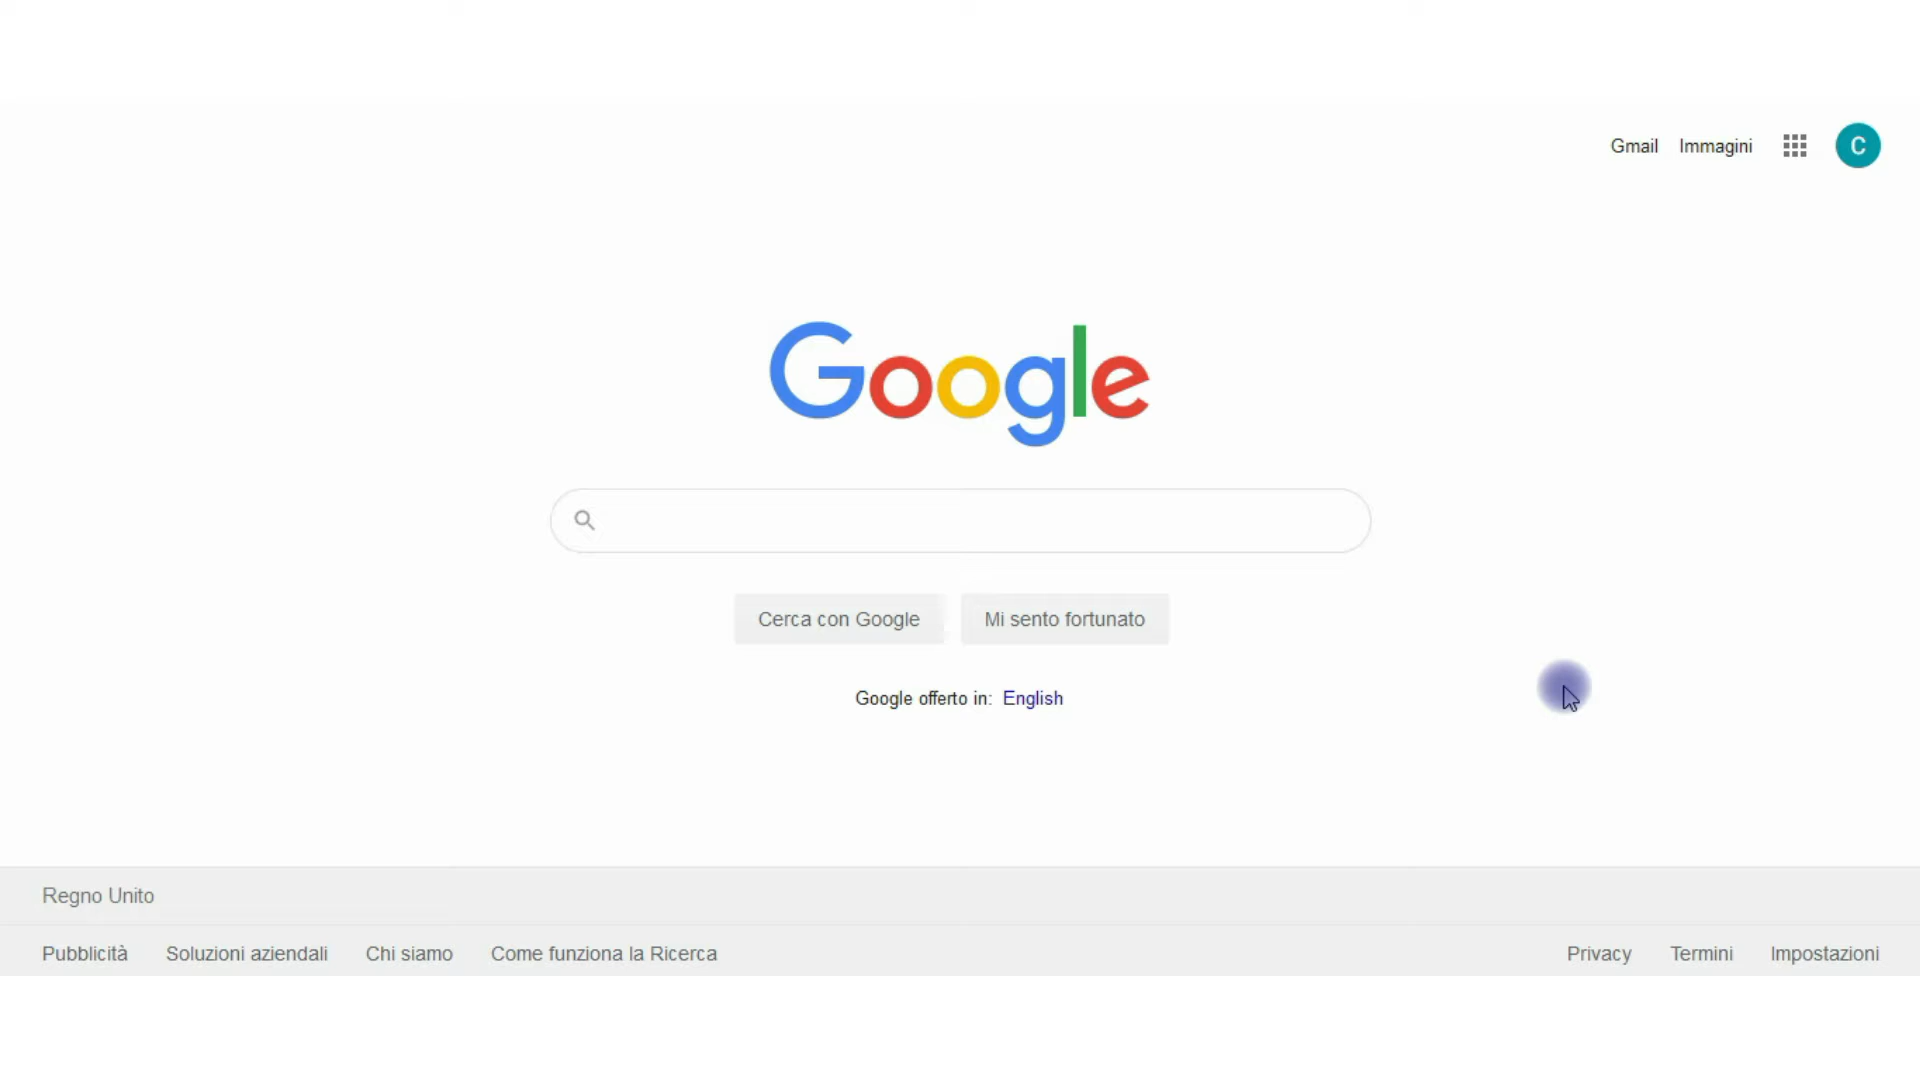 Gmail Immagini C
Google
Cerca con Google Mi sento fortunato
Google offerto in: English
Regno Unito
Pubblicità Soluzioni aziendali Chi siamo Come funziona la Ricerca Privacy Termini Impostazioni